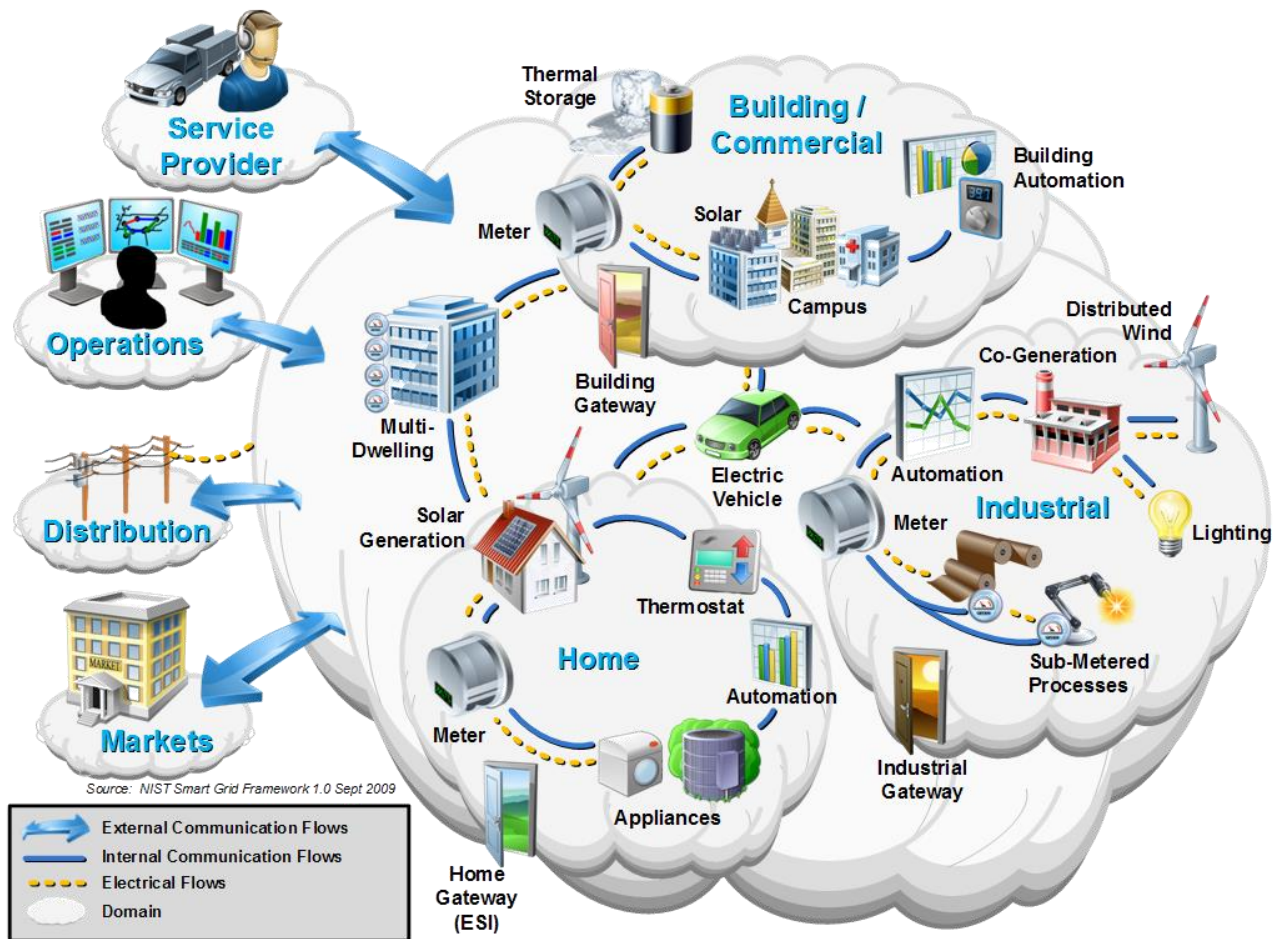 Service
Provider
Operations
Distribution
MARKET
Markets
Source: NIST Smart Grid Framework 1.0 Sept 2009
External Communication Flows
Internal Communication Flows
Electrical Flows
Domain
Thermal
Storage
Building /
Commercial
Building
Automation
Meter
Solar
Campus
Building
Gateway
Multi-
Dwelling
Electric
Vehicle
Distributed
Wind
Co-Generation
Automation
Industrial
Meter
Lighting
Sub-Metered
Processes
Industrial
Gateway
Solar
Generation
Thermostat
Home
Automation
Meter
Appliances
Home
Gateway
(ESI)